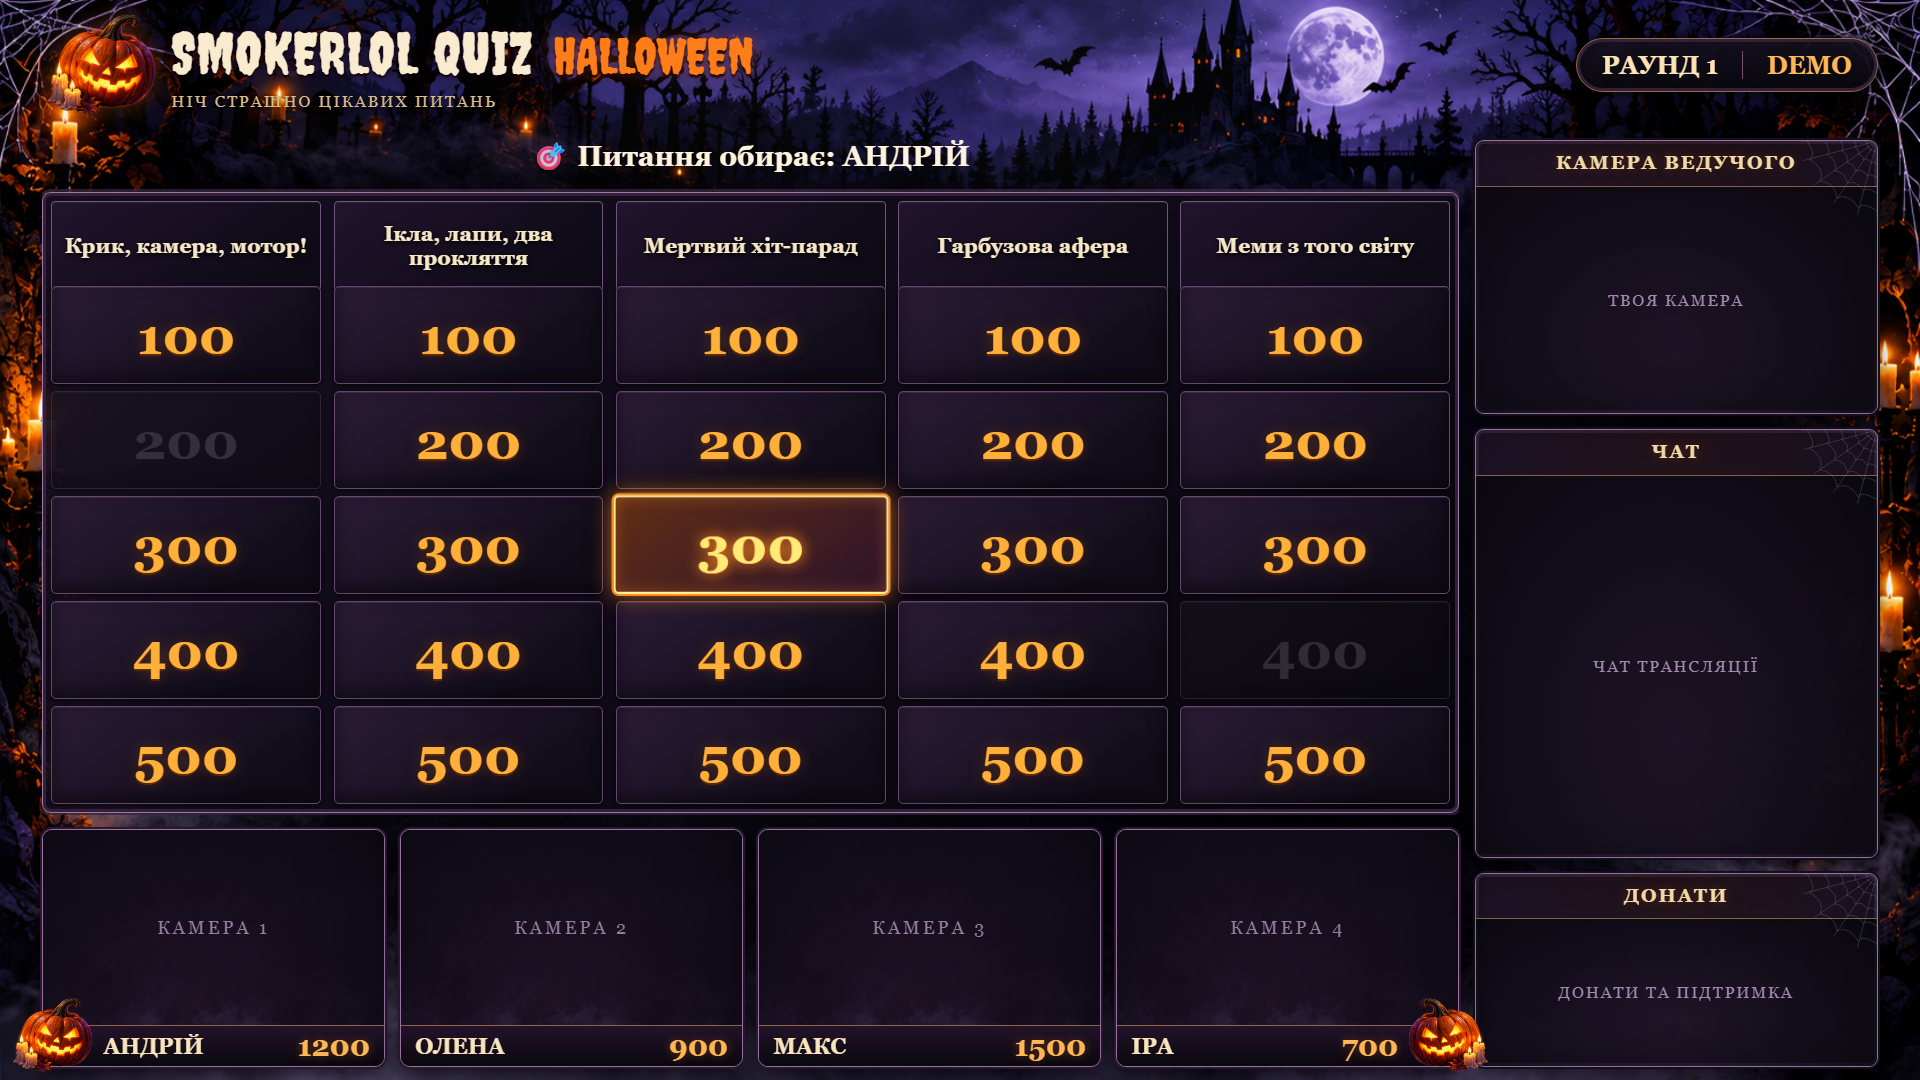 SMOKERLOL QUIZ HALLOWEEN
НІЧ СТРАШНО ЦІКАВИХ ПИТАНЬ
РАУНД 1 DEMO
Питання обирає: АНДРІЙ
Крик, камера, мотор!
Ікла, лапи, два
прокляття
Мертвий хіт-парад
Гарбузова афера
Меми з того світу
100 100 100 100 100
200 200 200 200 200
300 300 300 300 300
400 400 400 400 400
500 500 500 500 500
КАМЕРА 1
АНДРІЙ 1200
КАМЕРА 2
ОЛЕНА 900
КАМЕРА 3
МАКС 1500
КАМЕРА 4
ІРА 700
КАМЕРА ВЕДУЧОГО
ТВОЯ КАМЕРА
ЧАТ
ЧАТ ТРАНСЛЯЦІЇ
ДОНАТИ
ДОНАТИ ТА ПІДТРИМКА